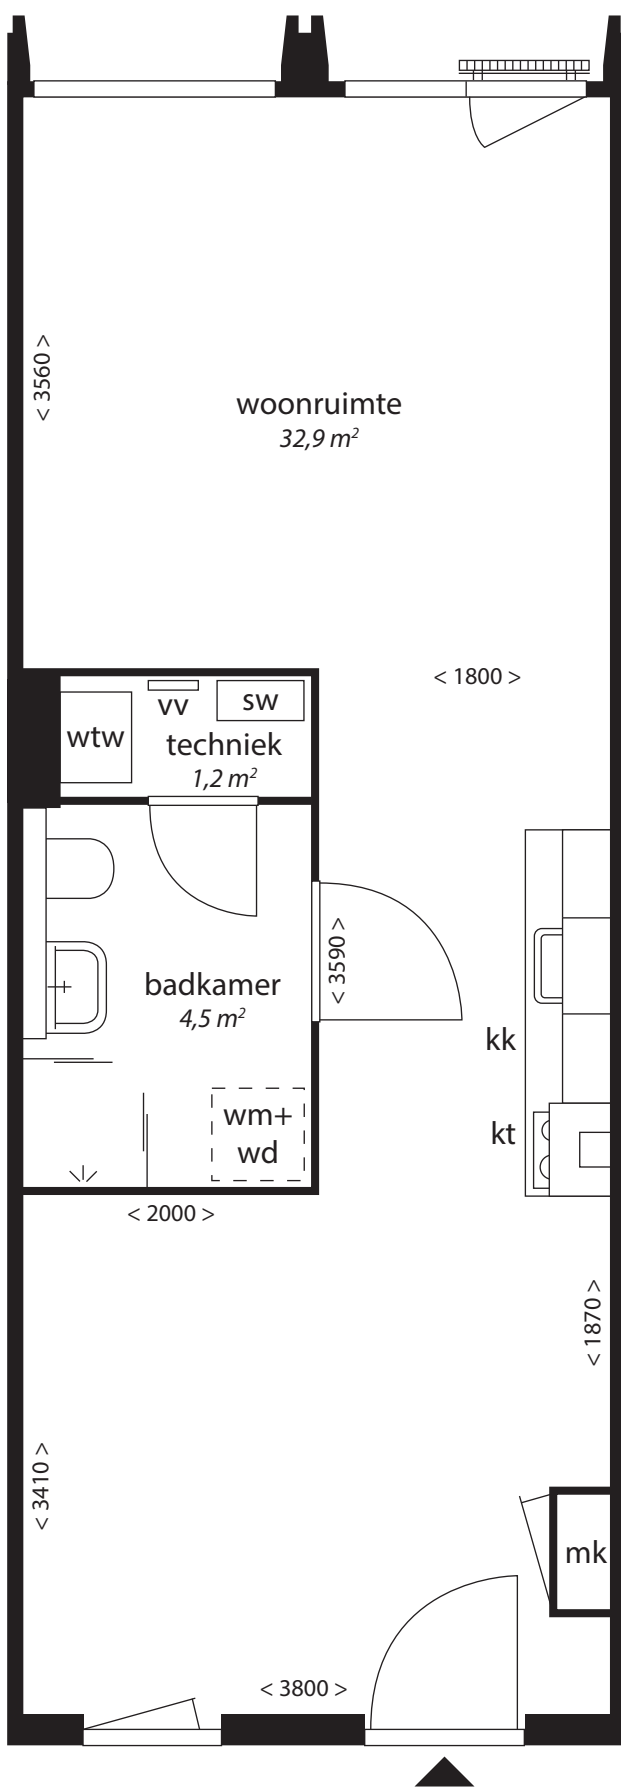 < 3560 >
woonruimte
32,9 m²
< 1800 >
wtw
vv
sw
techniek
1,2 m²
< 3590 >
badkamer
4,5 m²
kk
kt
wm+
wd
< 2000 >
< 1870 >
< 3410 >
mk
< 3800 >